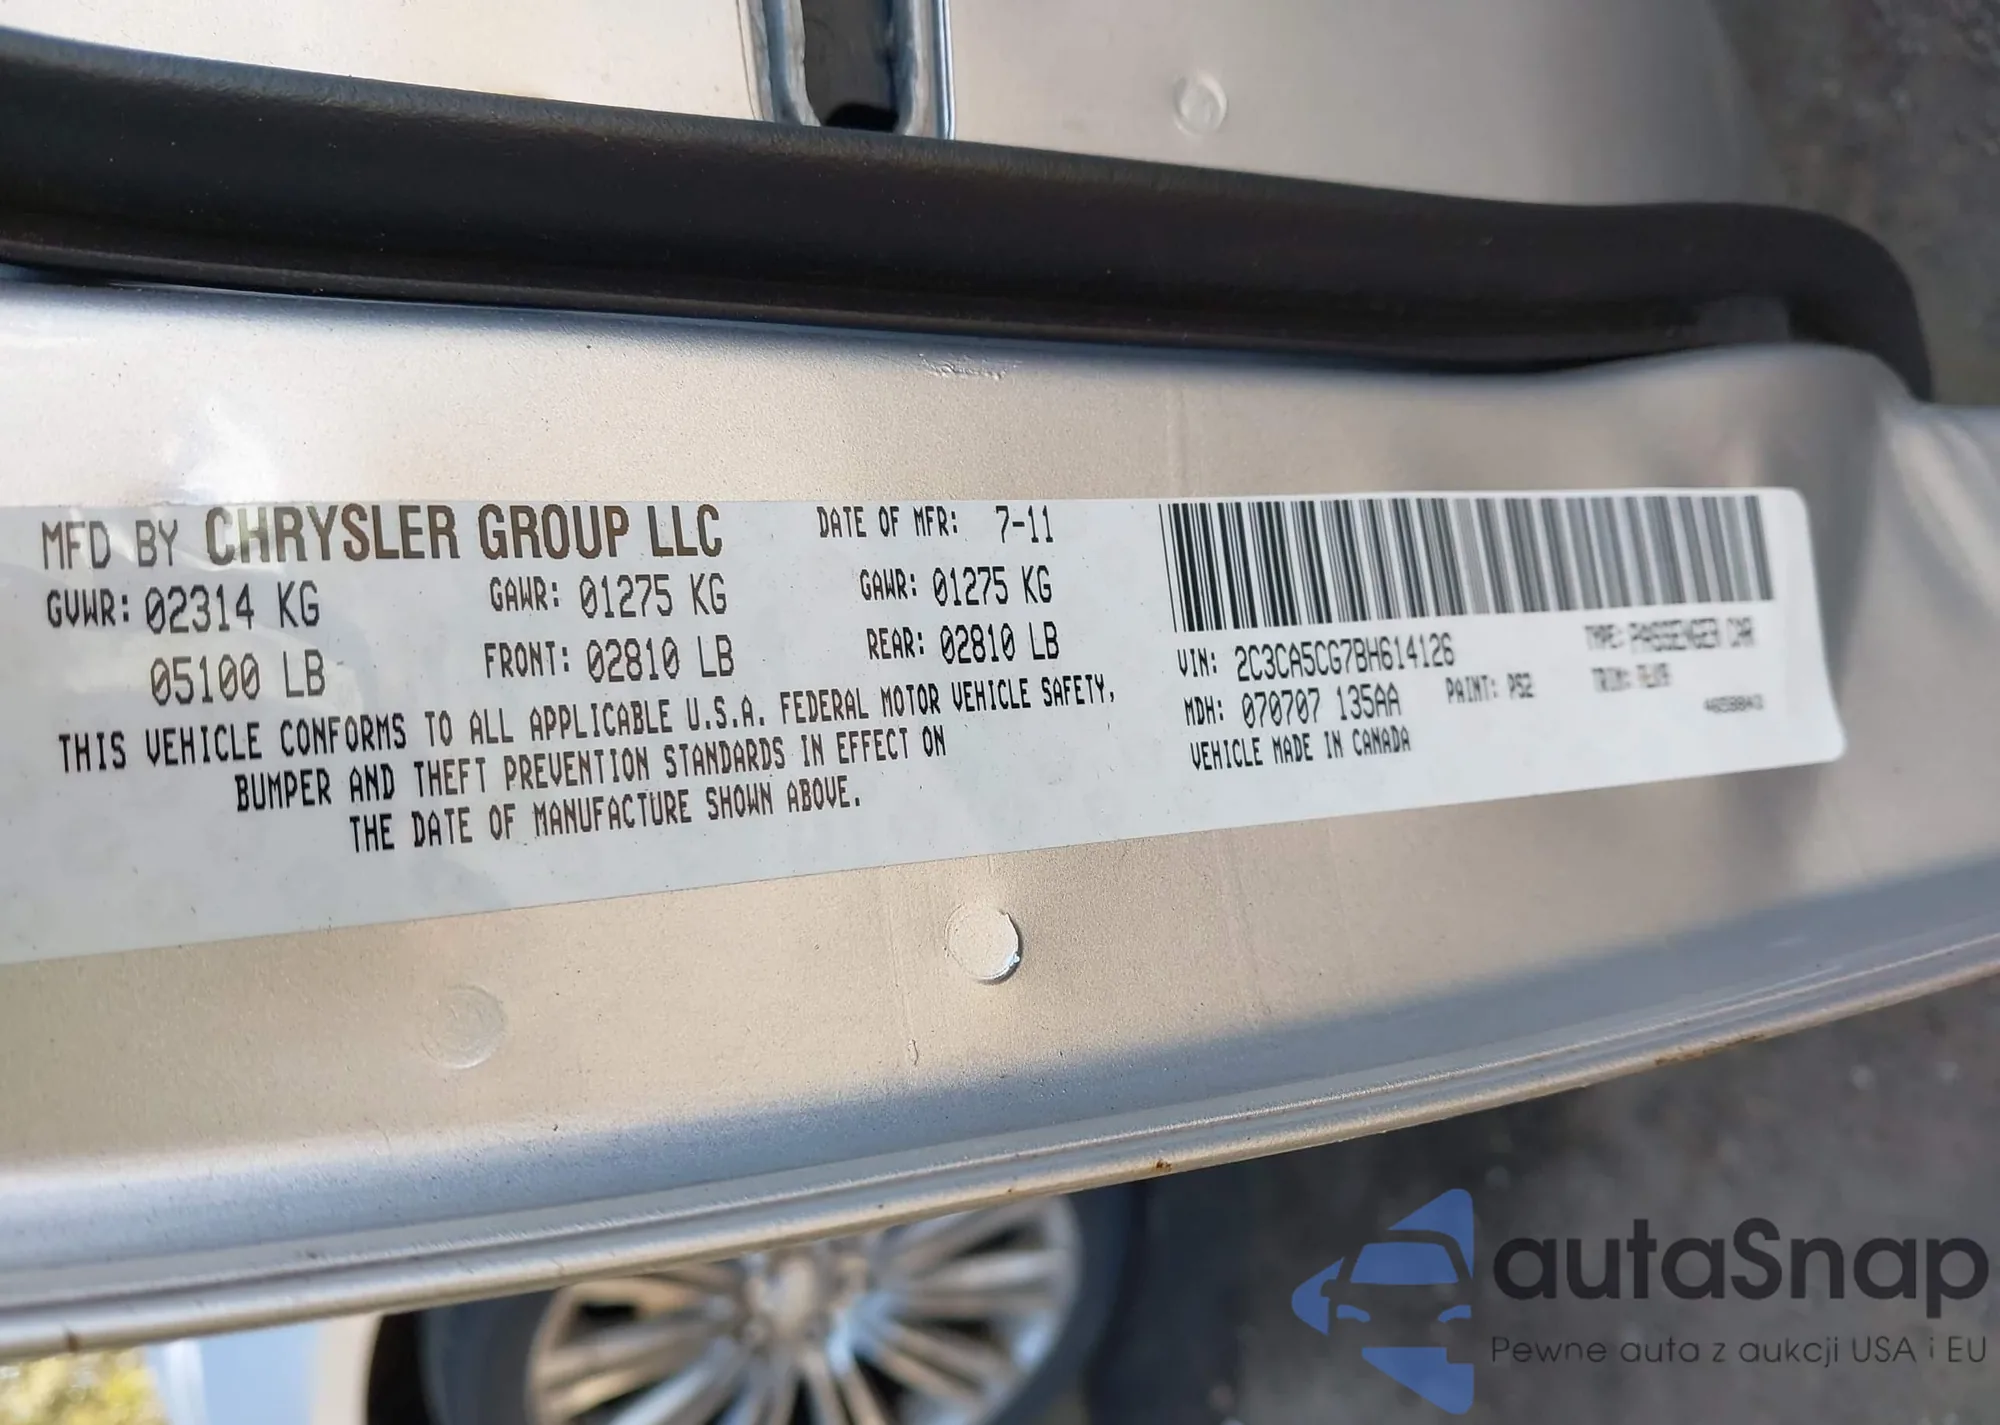 MFD BY CHRYSLER GROUP LLC
DATE OF MFR: 7-11
GVWR: 02314 KG
GAWR: 01275 KG
GAWR: 01275 KG
05100 LB
FRONT: 02810 LB
REAR: 02810 LB
THIS VEHICLE CONFORMS TO ALL APPLICABLE U.S.A. FEDERAL MOTOR VEHICLE SAFETY,
BUMPER AND THEFT PREVENTION STANDARDS IN EFFECT ON
THE DATE OF MANUFACTURE SHOWN ABOVE.
VIN: 2C3CA5CG7BH614126
TYPE: PASSENGER CAR
MDH: 070707 135AA
PAINT: PS2
TRIM:
VEHICLE MADE IN CANADA
autaSnap
Pewne auta z aukcji USA i EU